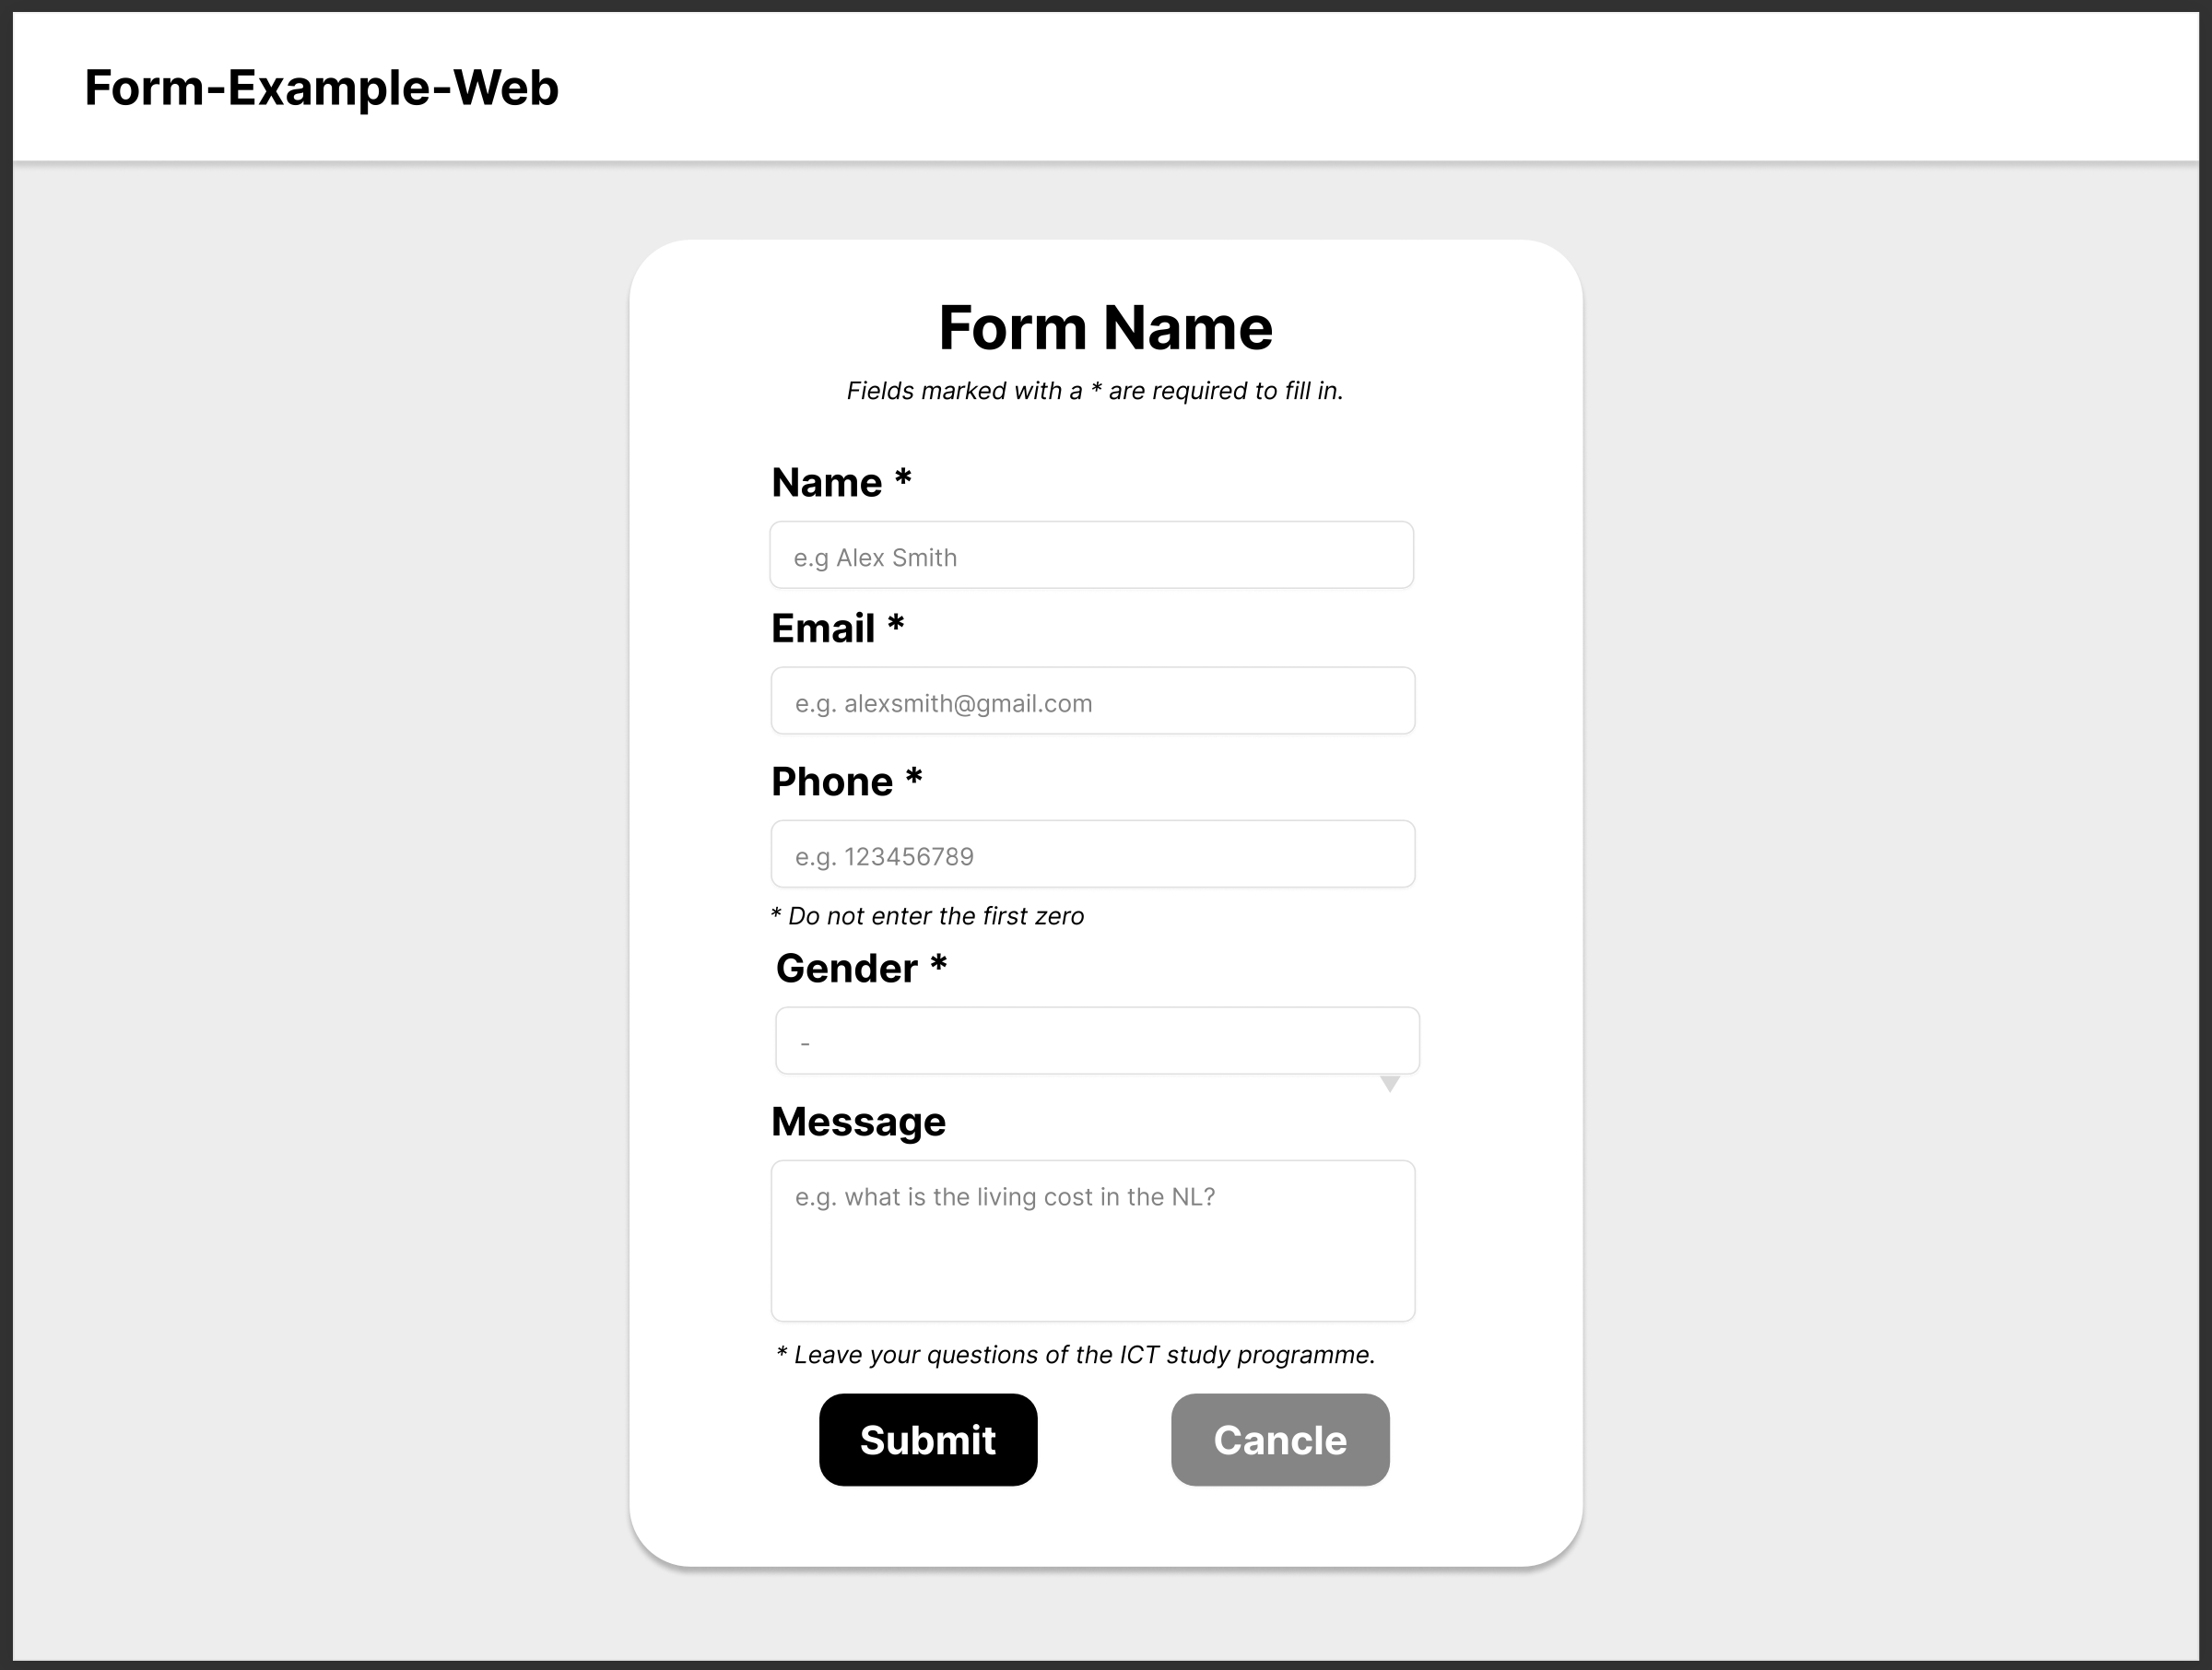 Form-Example-Web
Form Name
Fields marked with a * are required to fill in.
Name *
e.g Alex Smith
Email *
e.g. alexsmith@gmail.com
Phone *
e.g. 123456789
* Do not enter the first zero
Gender *
-
Message
e.g. what is the living cost in the NL?
* Leave your questions of the ICT study programme.
Submit
Cancle